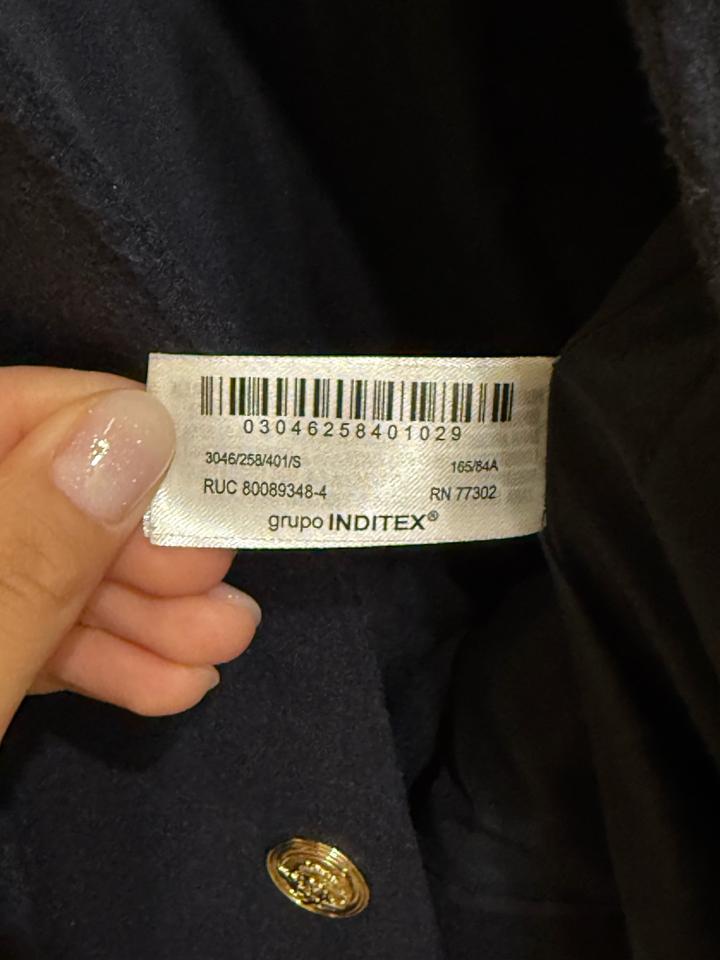 03046258401029
3046/258/401/S 165/84A
RUC 80089348-4 RN 77302
grupo INDITEX®